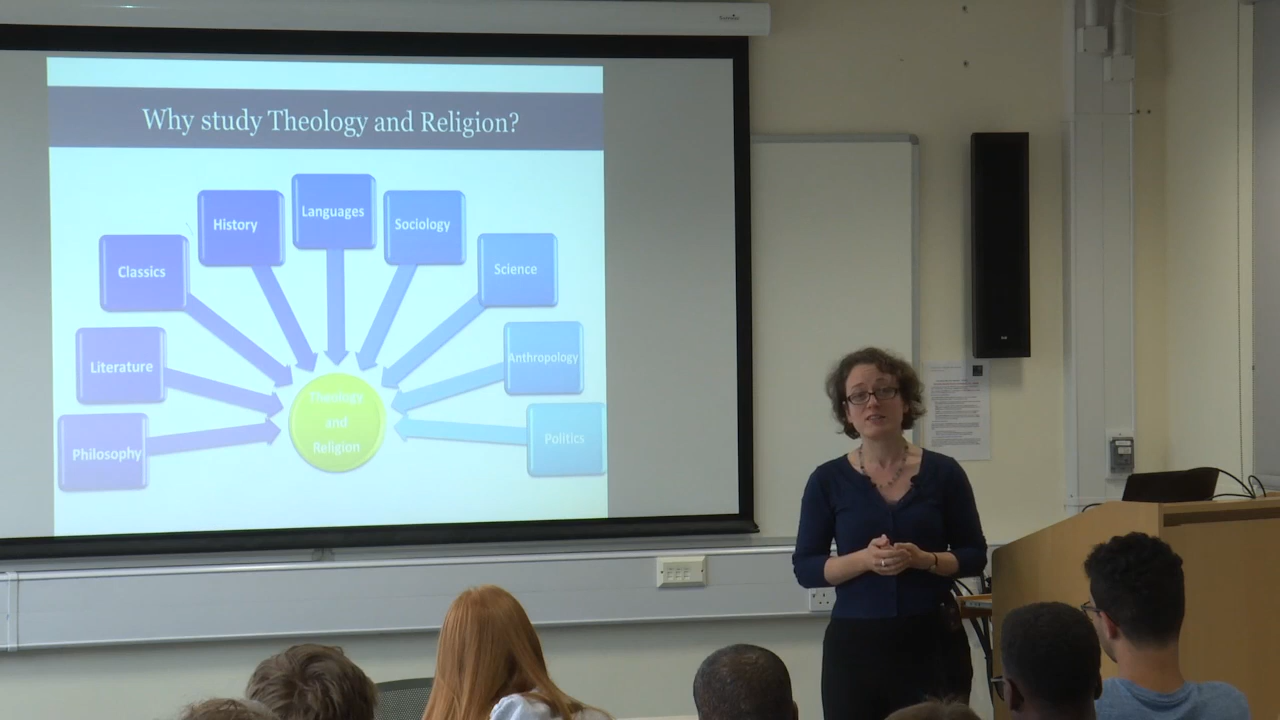 Why study Theology and Religion?
Languages
History
Sociology
Classics
Science
Literature
Anthropology
Philosophy
Politics
Theology
and
Religion